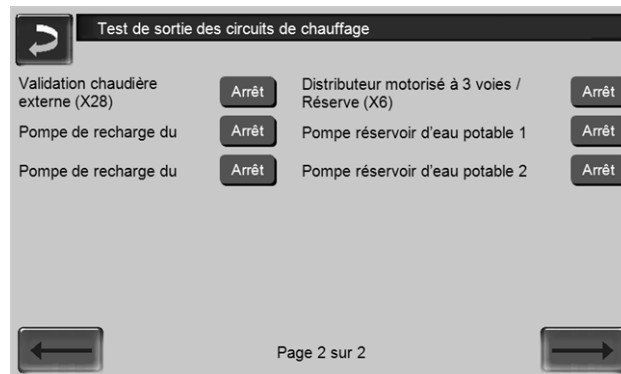 Test de sortie des circuits de chauffage
Validation chaudière
externe (X28)
Arrêt
Distributeur motorisé à 3 voies /
Réserve (X6)
Arrêt
Pompe de recharge du
Arrêt
Pompe réservoir d'eau potable 1
Arrêt
Pompe de recharge du
Arrêt
Pompe réservoir d'eau potable 2
Arrêt
Page 2 sur 2